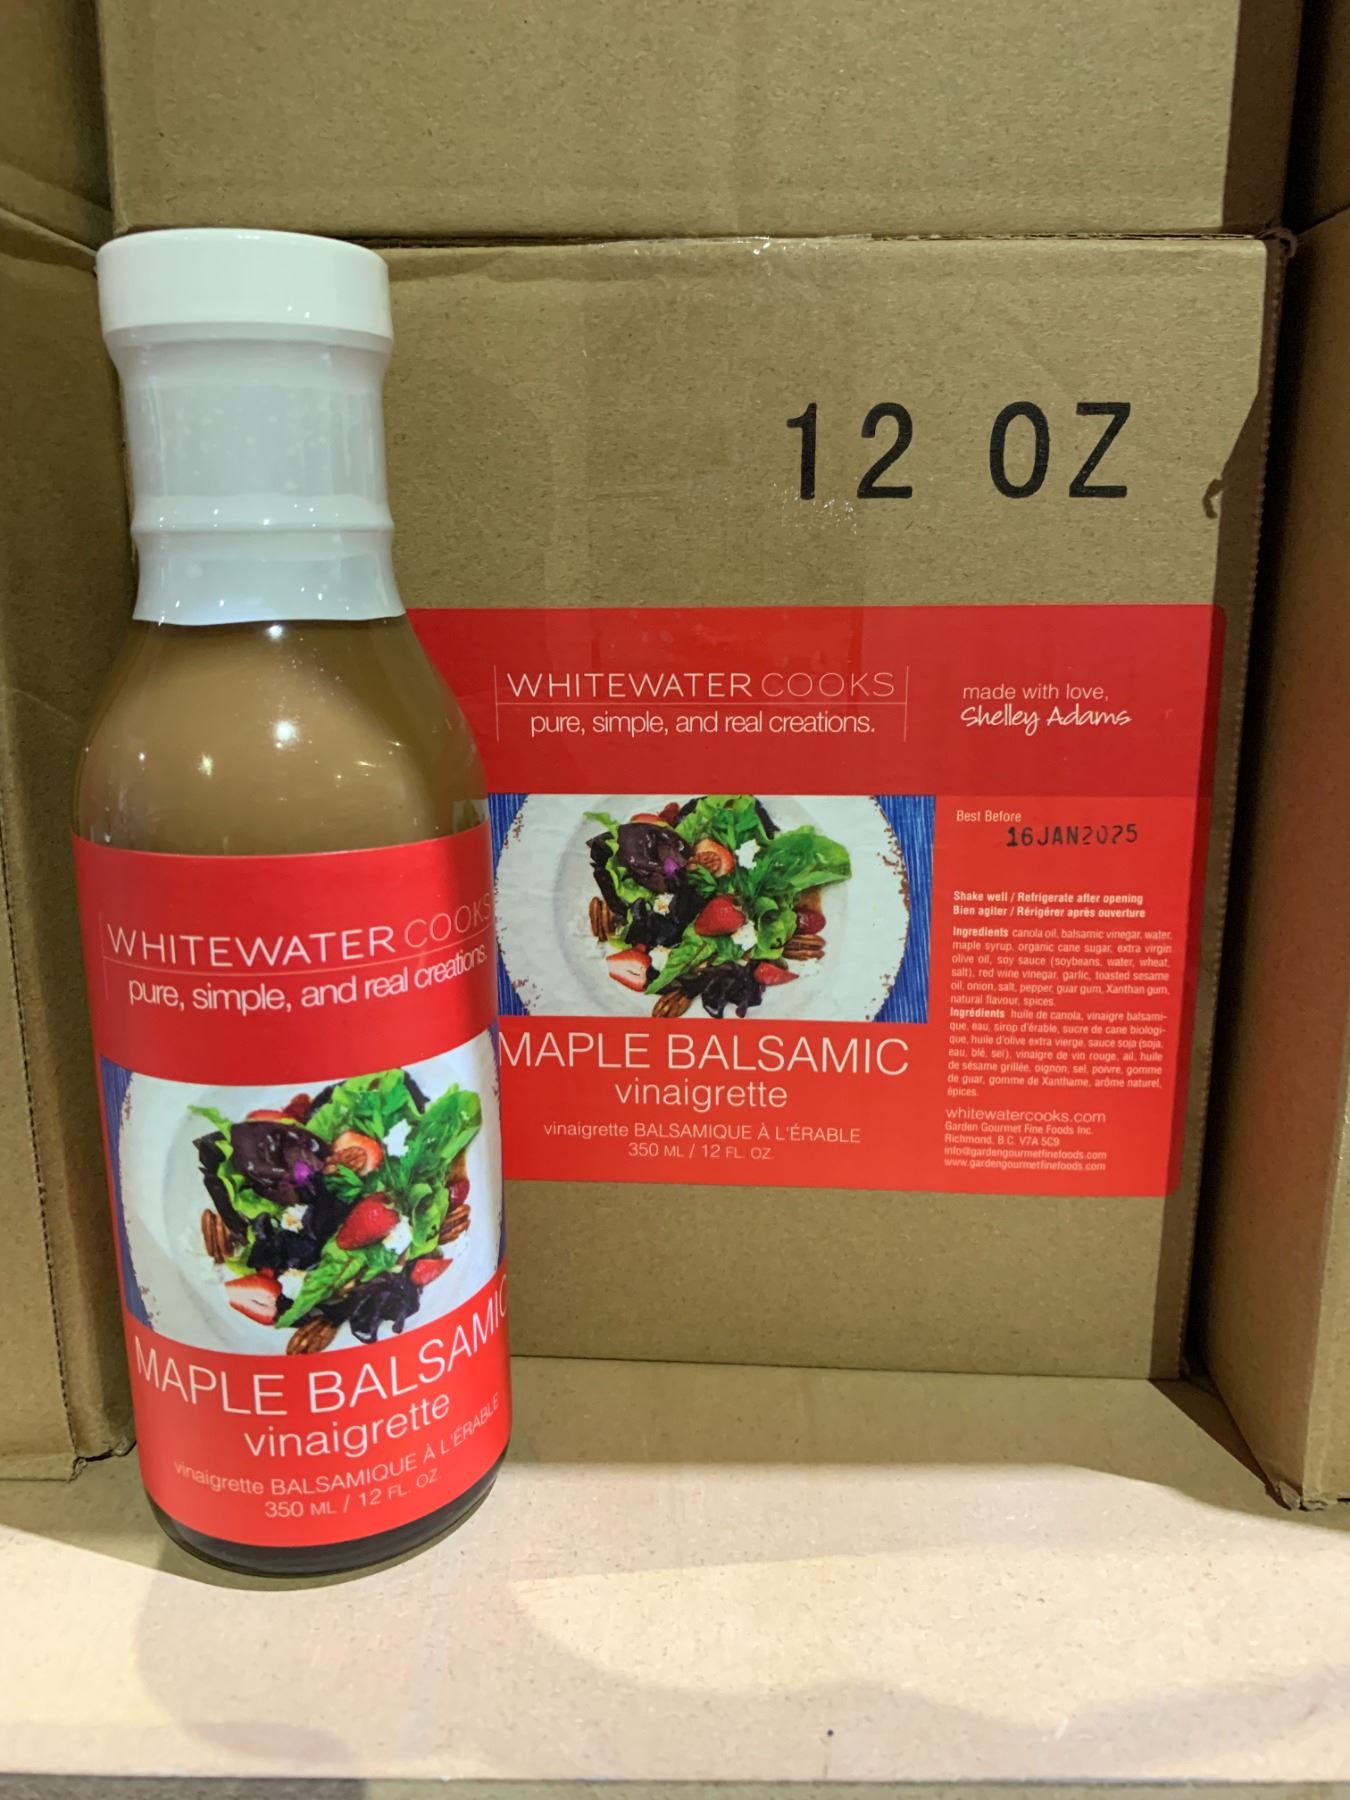 12 OZ
WHITEWATER COOKS
pure, simple, and real creations.
made with love,
Shelley Adams
Best Before
16JAN2025
Shake well / Refrigerate after opening
Bien agiter / Rérigérer après ouverture
Ingredients canola oil, balsamic vinegar, water,
maple syrup, organic cane sugar, extra virgin
olive oil, soy sauce (soybeans, water, wheat,
salt), red wine vinegar, garlic, toasted sesame
oil, onion, salt, pepper, guar gum, Xanthan gum,
natural flavour, spices.
Ingrédients huile de canola, vinaigre balsami-
que, eau, sirop d'érable, sucre de cane biologi-
que, huile d'olive extra vierge, sauce soja (soja,
eau, blé, sel), vinaigre de vin rouge, ail, huile
de sésame grillée, oignon, sel, poivre, gomme
de guar, gomme de Xanthame, arôme naturel,
épices.
whitewatercooks.com
Garden Gourmet Fine Foods Inc.
Richmond, B.C. V7A 5C9
info@gardengourmetfinefoods.com
www.gardengourmetfinefoods.com
MAPLE BALSAMIC
vinaigrette
vinaigrette BALSAMIQUE À L'ÉRABLE
350 ML / 12 FL. OZ.
WHITEWATER COOKS
pure, simple, and real creations.
MAPLE BALSAMIC
vinaigrette
vinaigrette BALSAMIQUE À L'ÉRABLE
350 ML / 12 FL. OZ